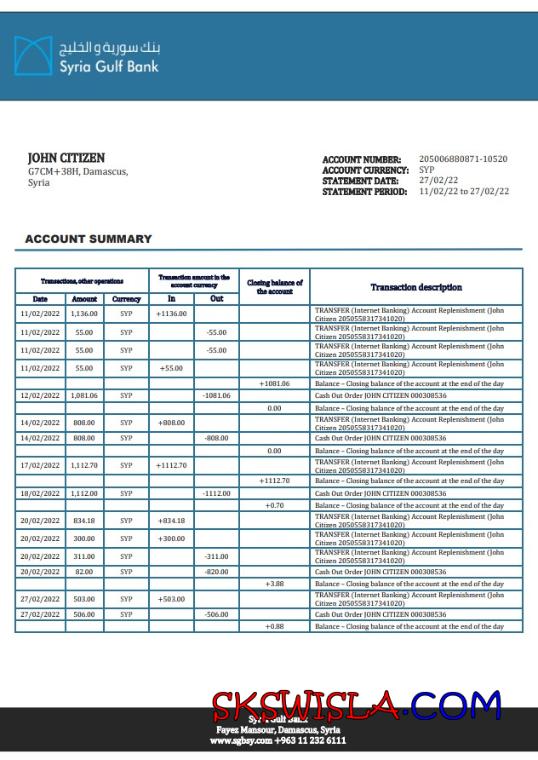 بنك سورية والخليج
Syria Gulf Bank
JOHN CITIZEN
G7CM+38H, Damascus,
Syria
ACCOUNT NUMBER: 205006880871-10520
ACCOUNT CURRENCY: SYP
STATEMENT DATE: 27/02/22
STATEMENT PERIOD: 11/02/22 to 27/02/22
ACCOUNT SUMMARY
Transactions, other operations
Transaction amount in the
account currency
Closing balance of
the account
Transaction description
Date Amount Currency In Out
11/02/2022 1,136.00 SYP +1136.00 TRANSFER (Internet Banking) Account Replenishment (John
Citizen 2050558317341020)
11/02/2022 55.00 SYP -55.00 TRANSFER (Internet Banking) Account Replenishment (John
Citizen 2050558317341020)
11/02/2022 55.00 SYP -55.00 TRANSFER (Internet Banking) Account Replenishment (John
Citizen 2050558317341020)
11/02/2022 55.00 SYP +55.00 TRANSFER (Internet Banking) Account Replenishment (John
Citizen 2050558317341020)
+1081.06 Balance – Closing balance of the account at the end of the day
12/02/2022 1,081.06 SYP -1081.06 Cash Out Order JOHN CITIZEN 000308536
0.00 Balance – Closing balance of the account at the end of the day
14/02/2022 808.00 SYP +808.00 TRANSFER (Internet Banking) Account Replenishment (John
Citizen 2050558317341020)
14/02/2022 808.00 SYP -808.00 Cash Out Order JOHN CITIZEN 000308536
0.00 Balance – Closing balance of the account at the end of the day
17/02/2022 1,112.70 SYP +1112.70 TRANSFER (Internet Banking) Account Replenishment (John
Citizen 2050558317341020)
+1112.70 Balance – Closing balance of the account at the end of the day
18/02/2022 1,112.00 SYP -1112.00 Cash Out Order JOHN CITIZEN 000308536
+0.70 Balance – Closing balance of the account at the end of the day
20/02/2022 834.18 SYP +834.18 TRANSFER (Internet Banking) Account Replenishment (John
Citizen 2050558317341020)
20/02/2022 300.00 SYP +300.00 TRANSFER (Internet Banking) Account Replenishment (John
Citizen 2050558317341020)
20/02/2022 311.00 SYP -311.00 TRANSFER (Internet Banking) Account Replenishment (John
Citizen 2050558317341020)
20/02/2022 82.00 SYP -820.00 Cash Out Order JOHN CITIZEN 000308536
+3.88 Balance – Closing balance of the account at the end of the day
27/02/2022 503.00 SYP +503.00 TRANSFER (Internet Banking) Account Replenishment (John
Citizen 2050558317341020)
27/02/2022 506.00 SYP -506.00 Cash Out Order JOHN CITIZEN 000308536
+0.88 Balance – Closing balance of the account at the end of the day
SKSWISLA.COM
Syria Gulf Bank
Fayez Mansour, Damascus, Syria
www.sgbsy.com +963 11 232 6111